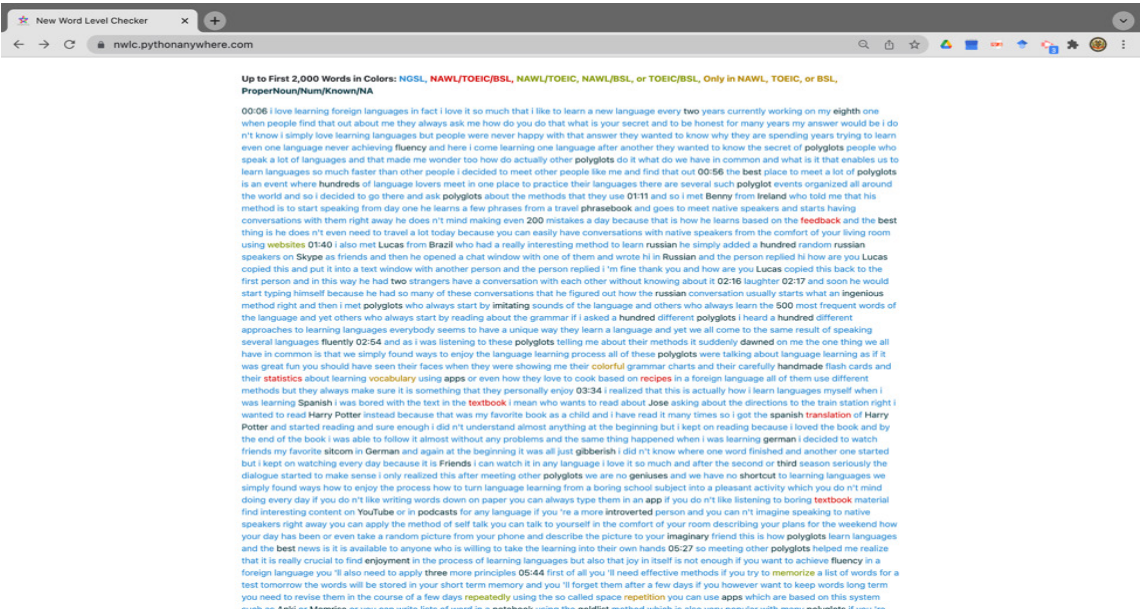 New Word Level Checker
nwlc.pythonanywhere.com
3
Up to First 2,000 Words in Colors: NGSL, NAWL/TOEIC/BSL, NAWL/TOEIC, NAWL/BSL, or TOEIC/BSL, Only in NAWL, TOEIC, or BSL,
ProperNoun/Num/Known/NA
00:06 i love learning foreign languages in fact i love it so much that i like to learn a new language every two years currently working on my eighth one
when people find that out about me they always ask me how do you do that what is your secret and to be honest for many years my answer would be i do
n't know i simply love learning languages but people were never happy with that answer they wanted to know why they are spending years trying to learn
even one language never achieving fluency and here i come learning one language after another they wanted to know the secret of polyglots people who
speak a lot of languages and that made me wonder too how do actually other polyglots do it what do we have in common and what is it that enables us to
learn languages so much faster than other people i decided to meet other people like me and find that out 00:56 the best place to meet a lot of polyglots
is an event where hundreds of language lovers meet in one place to practice their languages there are several such polyglot events organized all around
the world and so i decided to go there and ask polyglots about the methods that they use 01:11 and so i met Benny from Ireland who told me that his
method is to start speaking from day one he learns a few phrases from a travel phrasebook and goes to meet native speakers and starts having
conversations with them right away he does n't mind making even 200 mistakes a day because that is how he learns based on the feedback and the best
thing is he does n't even need to travel a lot today because you can easily have conversations with native speakers from the comfort of your living room
using websites 01:40 i also met Lucas from Brazil who had a really interesting method to learn russian he simply added a hundred random russian
speakers on Skype as friends and then he opened a chat window with one of them and wrote hi in Russian and the person replied hi how are you Lucas
copied this and put it into a text window with another person and the person replied i 'm fine thank you and how are you Lucas copied this back to the
first person and in this way he had two strangers have a conversation with each other without knowing about it 02:16 laughter 02:17 and soon he would
start typing himself because he had so many of these conversations that he figured out how the russian conversation usually starts what an ingenious
method right and then i met polyglots who always start by imitating sounds of the language and others who always learn the 500 most frequent words of
the language and yet others who always start by reading about the grammar if i asked a hundred different polyglots i heard a hundred different
approaches to learning languages everybody seems to have a unique way they learn a language and yet we all come to the same result of speaking
several languages fluently 02:54 and as i was listening to these polyglots telling me about their methods it suddenly dawned on me the one thing we all
have in common is that we simply found ways to enjoy the language learning process all of these polyglots were talking about language learning as if it
was great fun you should have seen their faces when they were showing me their colorful grammar charts and their carefully handmade flash cards and
their statistics about learning vocabulary using apps or even how they love to cook based on recipes in a foreign language all of them use different
methods but they always make sure it is something that they personally enjoy 03:34 i realized that this is actually how i learn languages myself when i
was learning Spanish i was bored with the text in the textbook i mean who wants to read about Jose asking about the directions to the train station right i
wanted to read Harry Potter instead because that was my favorite book as a child and i have read it many times so i got the spanish translation of Harry
Potter and started reading and sure enough i did n't understand almost anything at the beginning but i kept on reading because i loved the book and by
the end of the book i was able to follow it almost without any problems and the same thing happened when i was learning german i decided to watch
friends my favorite sitcom in German and again at the beginning it was all just gibberish i did n't know where one word finished and another one started
but i kept on watching every day because it is Friends i can watch it in any language i love it so much and after the second or third season seriously the
dialogue started to make sense i only realized this after meeting other polyglots we are no geniuses and we have no shortcut to learning languages we
simply found ways how to enjoy the process how to turn language learning from a boring school subject into a pleasant activity which you do n't mind
doing every day if you do n't like writing words down on paper you can always type them in an app if you do n't like listening to boring textbook material
find interesting content on YouTube or in podcasts for any language if you 're a more introverted person and you can n't imagine speaking to native
speakers right away you can apply the method of self talk you can talk to yourself in the comfort of your room describing your plans for the weekend how
your day has been or even take a random picture from your phone and describe the picture to your imaginary friend this is how polyglots learn languages
and the best news is it is available to anyone who is willing to take the learning into their own hands 05:27 so meeting other polyglots helped me realize
that it is really crucial to find enjoyment in the process of learning languages but also that joy in itself is not enough if you want to achieve fluency in a
foreign language you 'll also need to apply three more principles 05:44 first of all you 'll need effective methods if you try to memorize a list of words for a
test tomorrow the words will be stored in your short term memory and you 'll forget them after a few days if you however want to keep words long term
you need to revise them in the course of a few days repeatedly using the so called space repetition you can use apps which are based on this system
such as Anki or Memrise or you can write lists of word in a notebook using the goldlist method which is also very popular with many polyglots if you 're